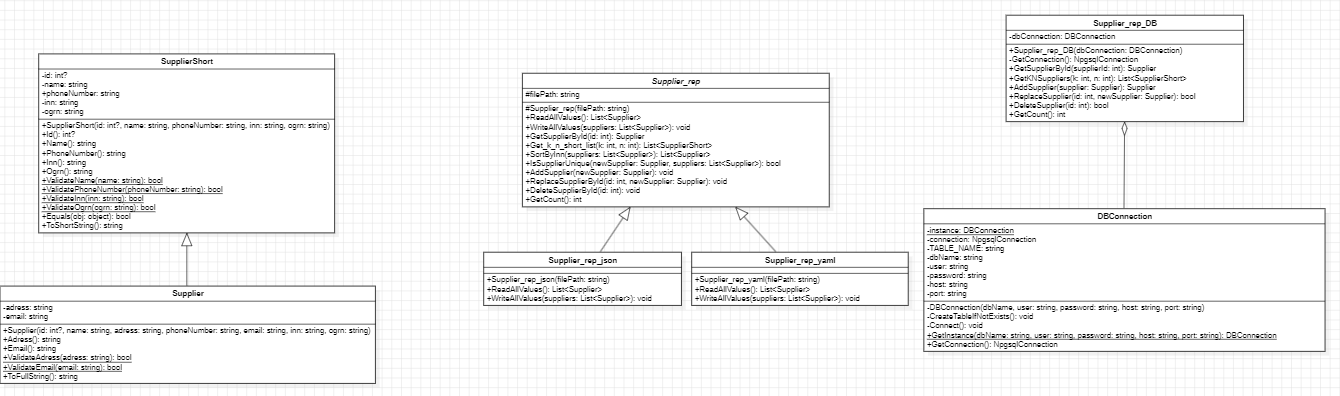 SupplierShort
-id: int?
-name: string
+phoneNumber: string
-inn: string
-ogrn: string
+SupplierShort(id: int?, name: string, phoneNumber: string, inn: string, ogrn: string)
+Id(): int?
+Name(): string
+PhoneNumber(): string
+Inn(): string
+Ogrn(): string
+ValidateName(name: string): bool
+ValidatePhoneNumber(phoneNumber: string): bool
+ValidateInn(inn: string): bool
+ValidateOgrn(ogrn: string): bool
+Equals(obj: object): bool
+ToShortString(): string
Supplier
-adress: string
-email: string
+Supplier(id: int?, name: string, adress: string, phoneNumber: string, email: string, inn: string, ogrn: string)
+Adress(): string
+Email(): string
+ValidateAdress(adress: string): bool
+ValidateEmail(email: string): bool
+ToFullString(): string
Supplier_rep
#filePath: string
#Supplier_rep(filePath: string)
+ReadAllValues(): List<Supplier>
+WriteAllValues(suppliers: List<Supplier>): void
+GetSupplierById(id: int): Supplier
+Get_k_n_short_list(k: int, n: int): List<SupplierShort>
+SortByInn(suppliers: List<Supplier>): List<Supplier>
+IsSupplierUnique(newSupplier: Supplier, suppliers: List<Supplier>): bool
+AddSupplier(newSupplier: Supplier): void
+ReplaceSupplierById(id: int, newSupplier: Supplier): void
+DeleteSupplierById(id: int): void
+GetCount(): int
Supplier_rep_json
+Supplier_rep_json(filePath: string)
+ReadAllValues(): List<Supplier>
+WriteAllValues(suppliers: List<Supplier>): void
Supplier_rep_yaml
+Supplier_rep_yaml(filePath: string)
+ReadAllValues(): List<Supplier>
+WriteAllValues(suppliers: List<Supplier>): void
Supplier_rep_DB
-dbConnection: DBConnection
+Supplier_rep_DB(dbConnection: DBConnection)
-GetConnection(): NpgsqlConnection
+GetSupplierById(supplierId: int): Supplier
+GetKNSuppliers(k: int, n: int): List<SupplierShort>
+AddSupplier(supplier: Supplier): Supplier
+ReplaceSupplier(id: int, newSupplier: Supplier): bool
+DeleteSupplier(id: int): bool
+GetCount(): int
DBConnection
-instance: DBConnection
-connection: NpgsqlConnection
-TABLE_NAME: string
-dbName: string
-user: string
-password: string
-host: string
-port: string
-DBConnection(dbName, user: string, password: string, host: string, port: string)
-CreateTableIfNotExists(): void
-Connect(): void
+GetInstance(dbName: string, user: string, password: string, host: string, port: string): DBConnection
+GetConnection(): NpgsqlConnection